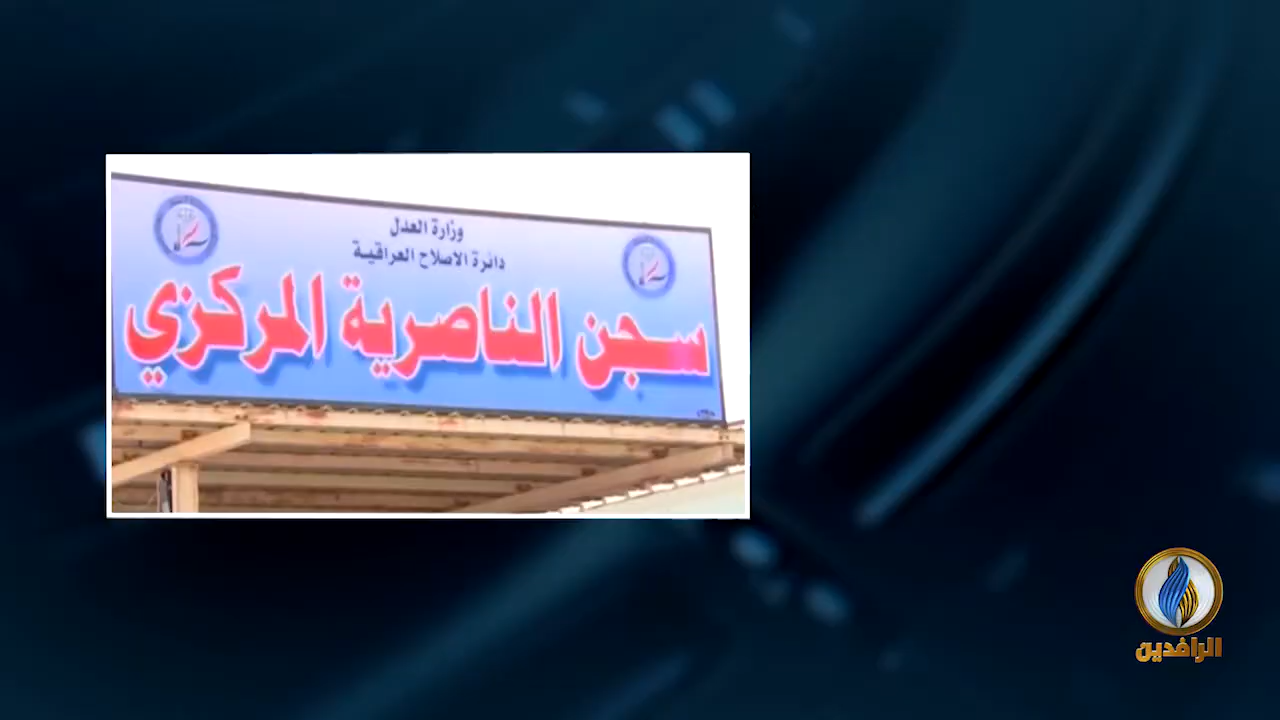 وزارة العدل
دائرة الاصلاح العراقية
سجن الناصرية المركزي
الرافدين